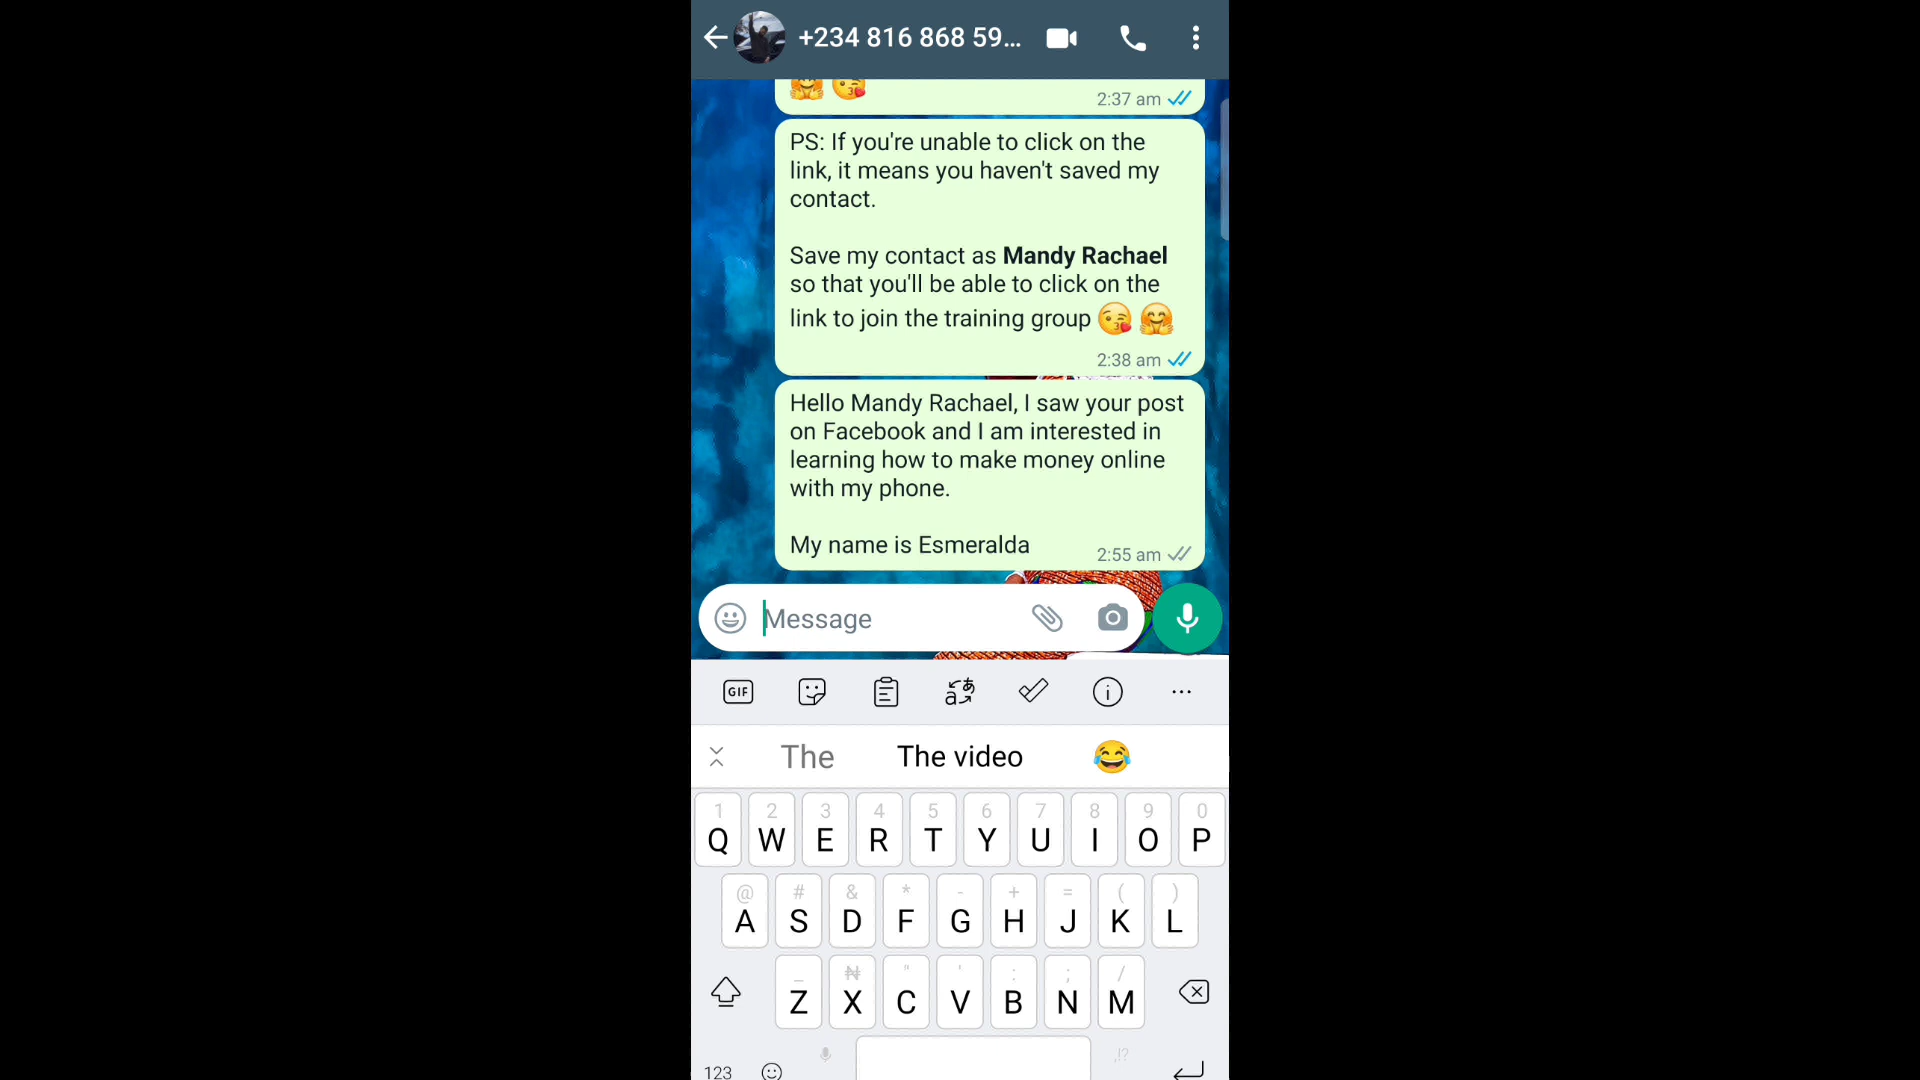 +234 816 868 59...
2:37 am
PS: If you're unable to click on the
link, it means you haven't saved my
contact.
Save my contact as Mandy Rachael
so that you'll be able to click on the
link to join the training group
2:38 am
Hello Mandy Rachael, I saw your post
on Facebook and I am interested in
learning how to make money online
with my phone.
My name is Esmeralda
2:55 am
Message
GIF
The The video
1 2 3 4 5 6 7 8 9 0
Q W E R T Y U I O P
@ # & * - + = ( )
A S D F G H J K L
_ ₦ " ' : ; /
Z X C V B N M
,!?
123